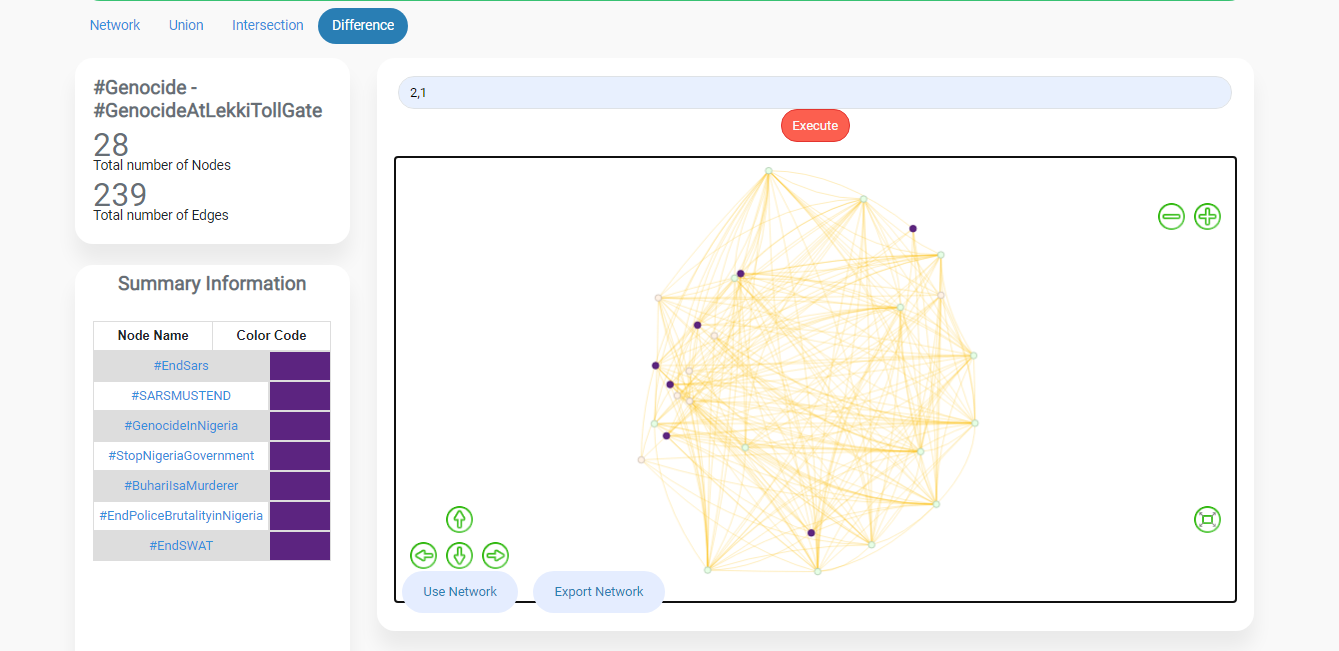 Network Union Intersection Difference
#Genocide -
#GenocideAtLekkiTollGate
28
Total number of Nodes
239
Total number of Edges
Summary Information
Node Name Color Code
#EndSars
#SARSMUSTEND
#GenocideInNigeria
#StopNigeriaGovernment
#BuhariIsaMurderer
#EndPoliceBrutalityinNigeria
#EndSWAT
2,1
Execute
Use Network Export Network